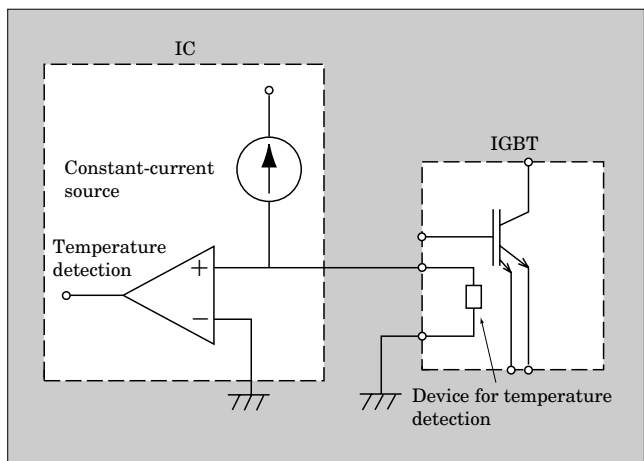 IC
IGBT
Constant-current
source
Temperature
detection
+
−
Device for temperature
detection